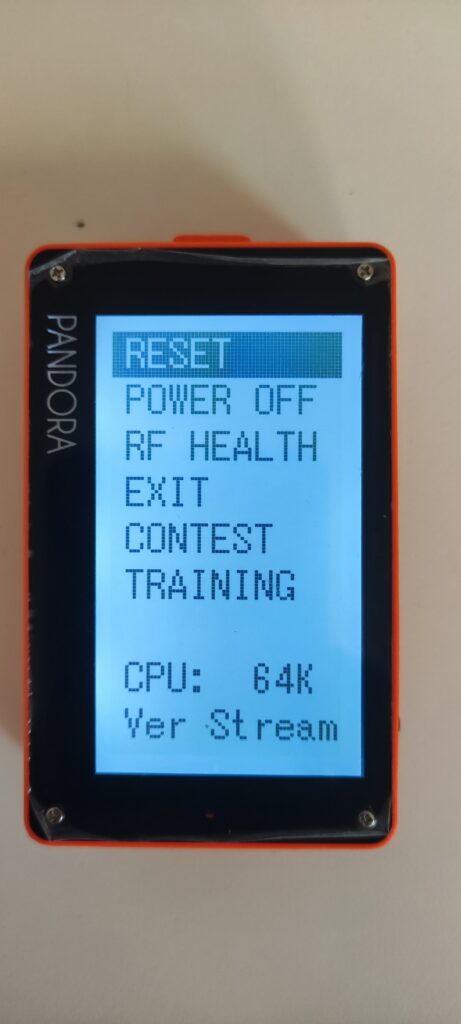 PANDORA
RESET
POWER OFF
RF HEALTH
EXIT
CONTEST
TRAINING
CPU: 64K
Ver Stream